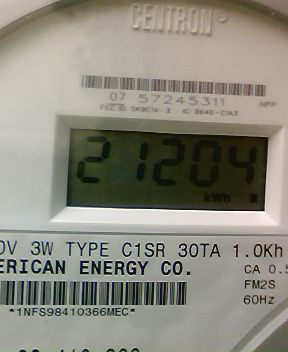 CENTRON
07 57245311
21204
kWh
0V 3W TYPE C1SR 30TA 1.0Kh
ERICAN ENERGY CO.
CA 0.5
FM2S
60Hz
*1NFS98410366MEC*